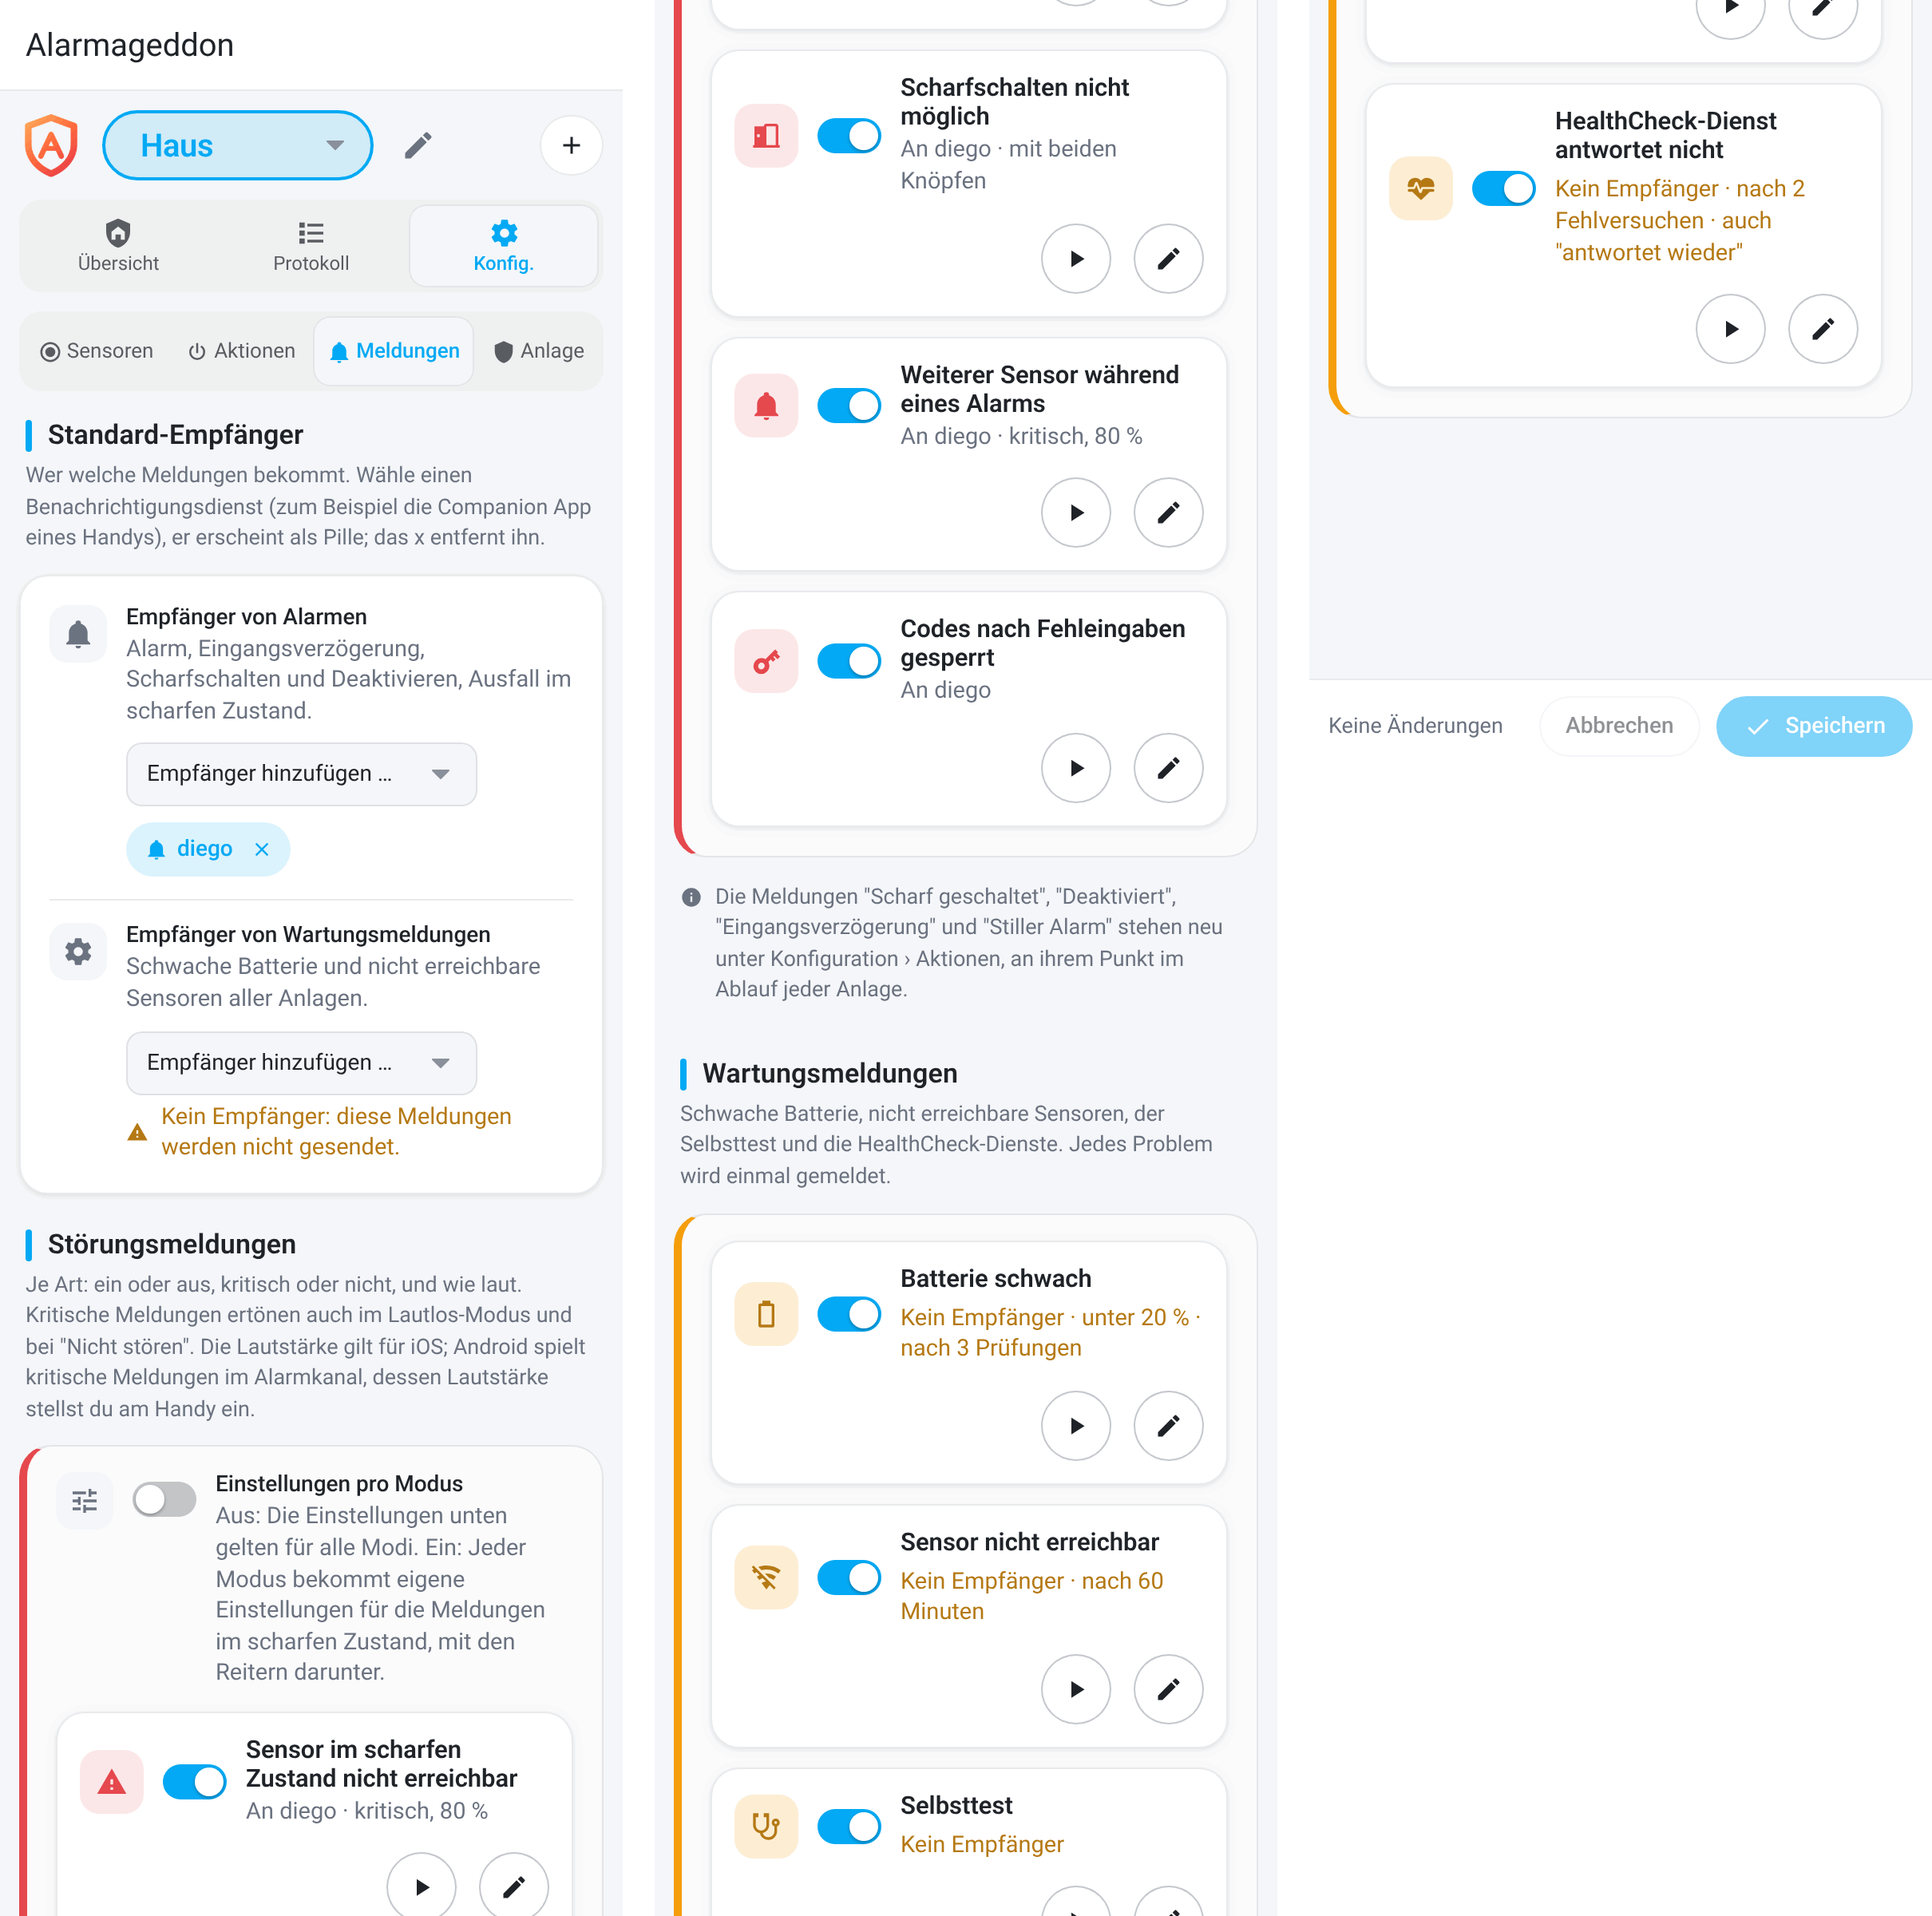 Alarmageddon
Haus
Übersicht
Protokoll
Konfig.
Sensoren
Aktionen
Meldungen
Anlage
Standard-Empfänger
Wer welche Meldungen bekommt. Wähle einen
Benachrichtigungsdienst (zum Beispiel die Companion App
eines Handys), er erscheint als Pille; das x entfernt ihn.
Empfänger von Alarmen
Alarm, Eingangsverzögerung,
Scharfschalten und Deaktivieren, Ausfall im
scharfen Zustand.
Empfänger hinzufügen ...
diego
Empfänger von Wartungsmeldungen
Schwache Batterie und nicht erreichbare
Sensoren aller Anlagen.
Empfänger hinzufügen ...
Kein Empfänger: diese Meldungen
werden nicht gesendet.
Störungsmeldungen
Je Art: ein oder aus, kritisch oder nicht, und wie laut.
Kritische Meldungen ertönen auch im Lautlos-Modus und
bei "Nicht stören". Die Lautstärke gilt für iOS; Android spielt
kritische Meldungen im Alarmkanal, dessen Lautstärke
stellst du am Handy ein.
Einstellungen pro Modus
Aus: Die Einstellungen unten
gelten für alle Modi. Ein: Jeder
Modus bekommt eigene
Einstellungen für die Meldungen
im scharfen Zustand, mit den
Reitern darunter.
Sensor im scharfen
Zustand nicht erreichbar
An diego · kritisch, 80 %
Scharfschalten nicht
möglich
An diego · mit beiden
Knöpfen
Weiterer Sensor während
eines Alarms
An diego · kritisch, 80 %
Codes nach Fehleingaben
gesperrt
An diego
Die Meldungen "Scharf geschaltet", "Deaktiviert",
"Eingangsverzögerung" und "Stiller Alarm" stehen neu
unter Konfiguration › Aktionen, an ihrem Punkt im
Ablauf jeder Anlage.
Wartungsmeldungen
Schwache Batterie, nicht erreichbare Sensoren, der
Selbsttest und die HealthCheck-Dienste. Jedes Problem
wird einmal gemeldet.
Batterie schwach
Kein Empfänger · unter 20 % ·
nach 3 Prüfungen
Sensor nicht erreichbar
Kein Empfänger · nach 60
Minuten
Selbsttest
Kein Empfänger
HealthCheck-Dienst
antwortet nicht
Kein Empfänger · nach 2
Fehlversuchen · auch
"antwortet wieder"
Keine Änderungen
Abbrechen
Speichern